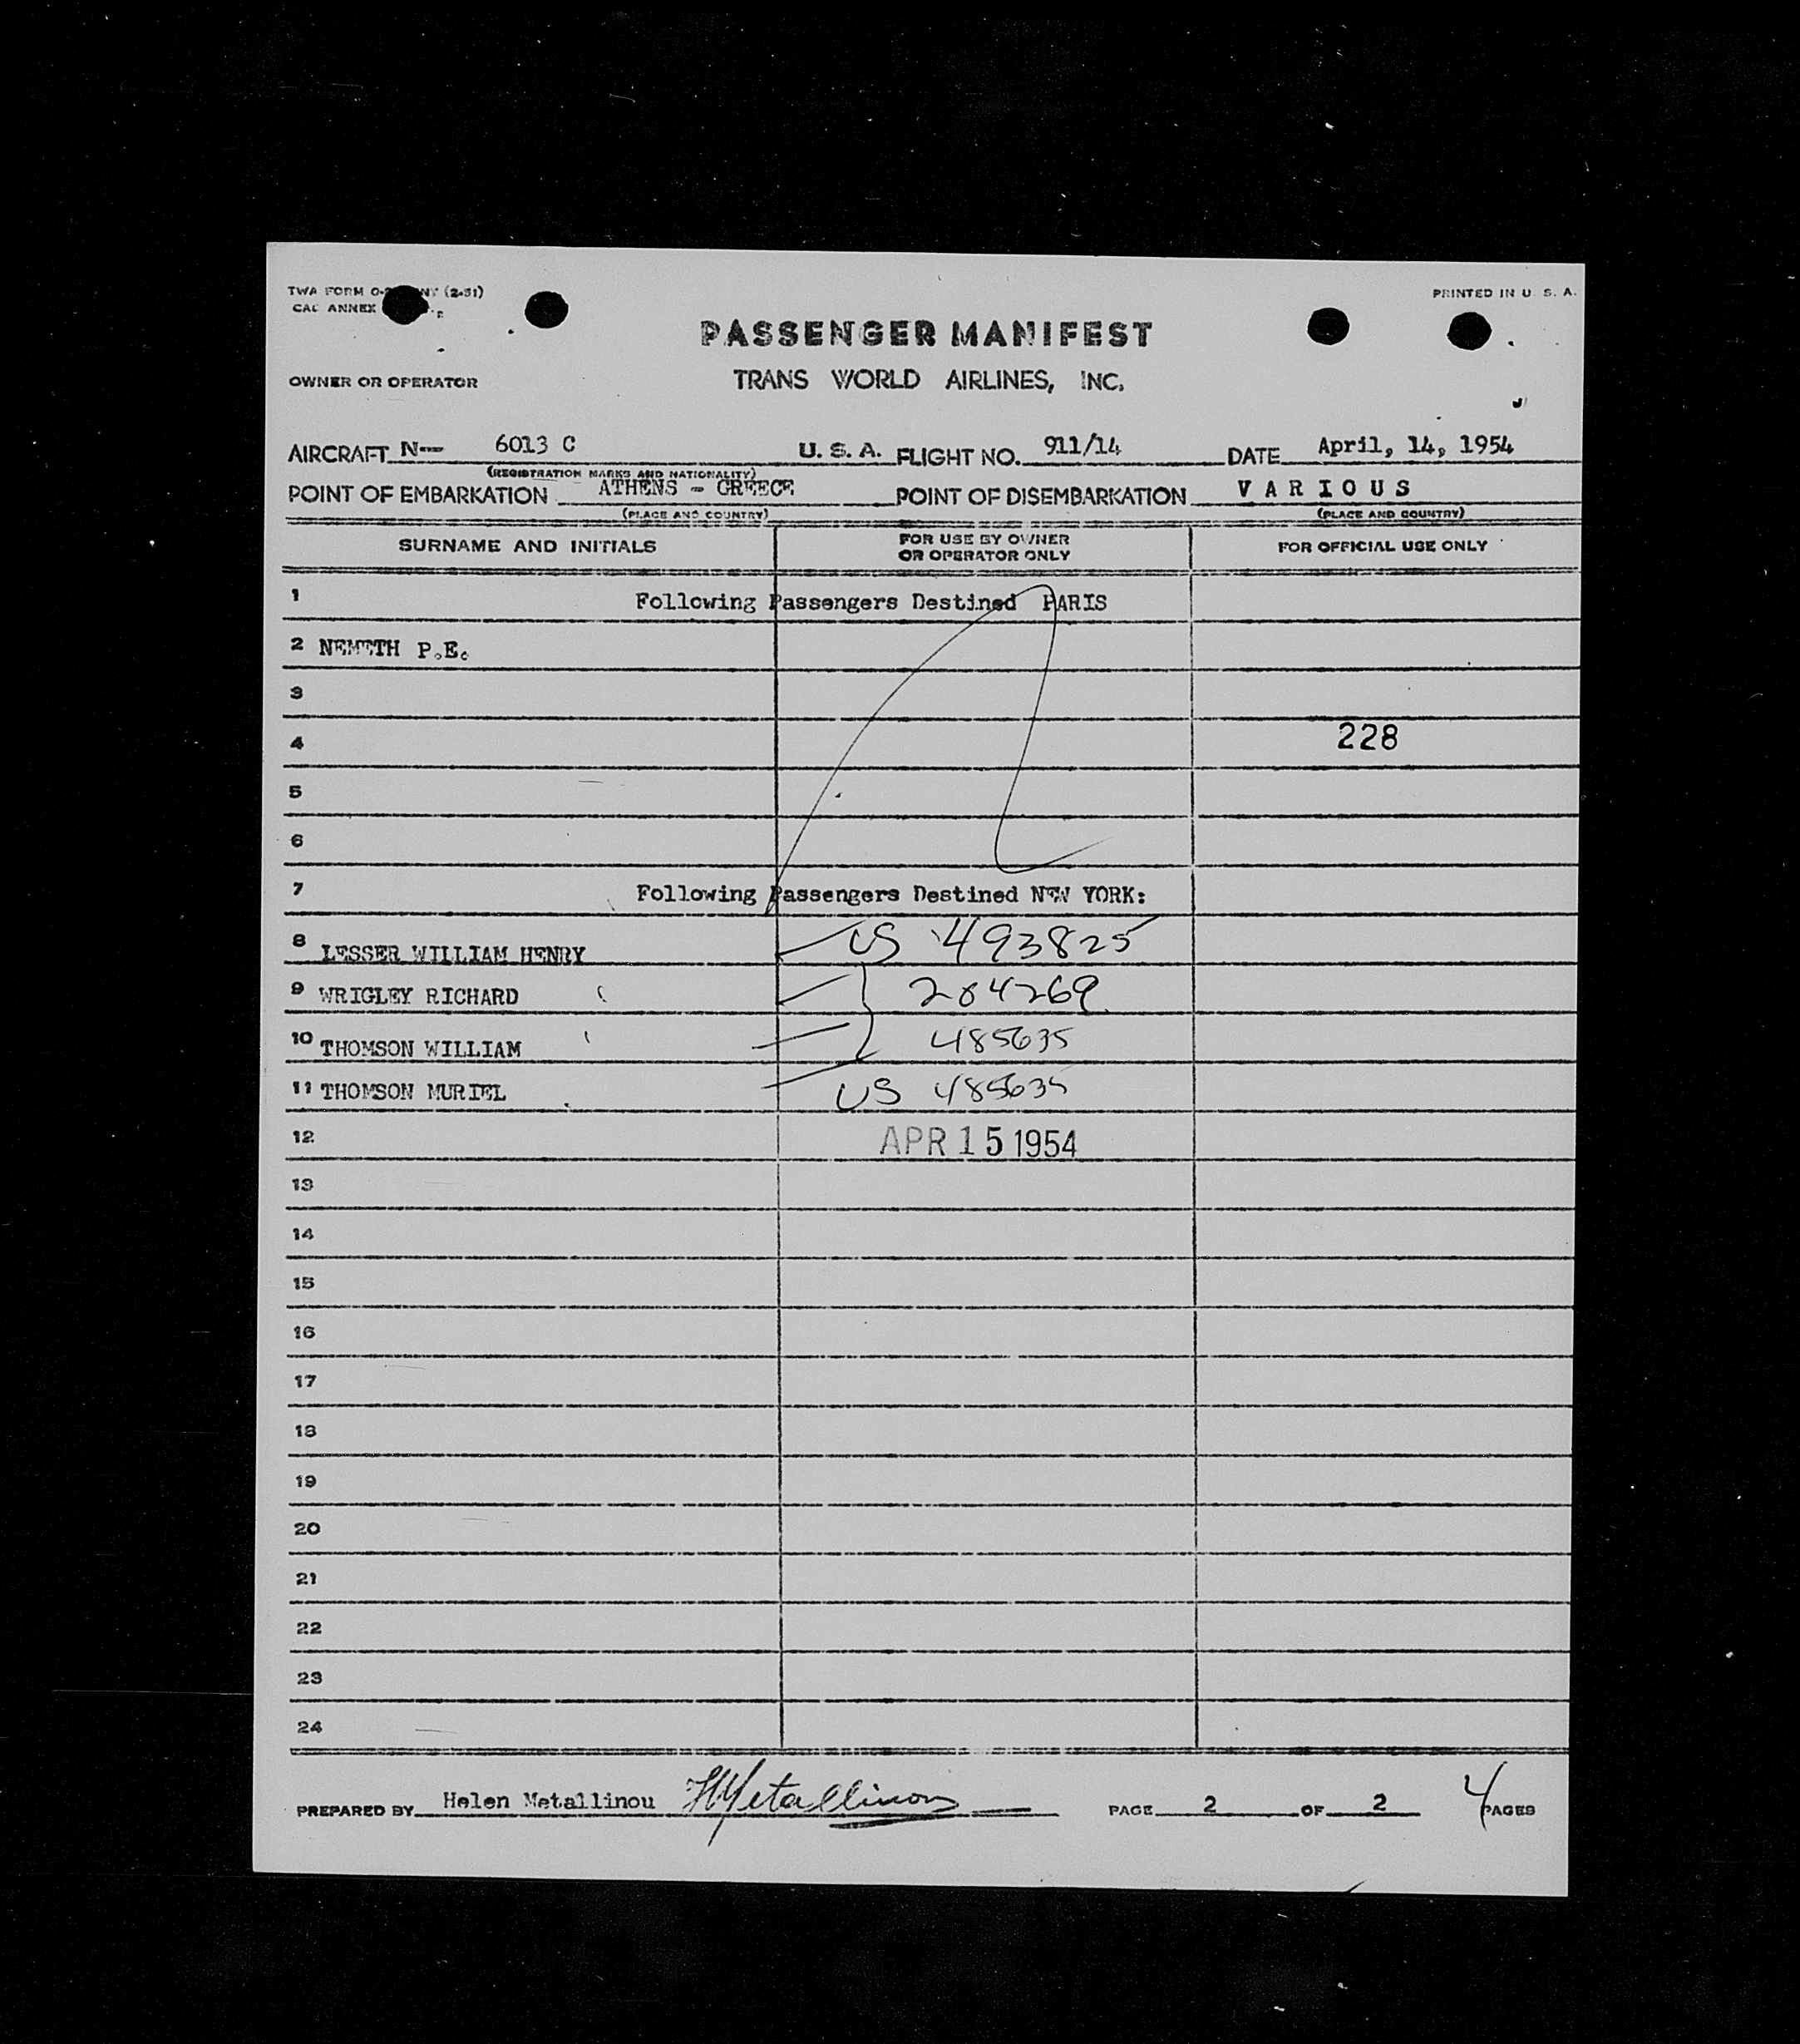 TWA FORM O- NY (2-51)
CAC ANNEX
PRINTED IN U. S. A.
PASSENGER MANIFEST
OWNER OR OPERATOR
TRANS WORLD AIRLINES, INC.
AIRCRAFT N-- 6013 C U. S. A. FLIGHT NO. 911/14 DATE April, 14, 1954
(REGISTRATION MARKS AND NATIONALITY)
POINT OF EMBARKATION ATHENS - GREECE POINT OF DISEMBARKATION VARIOUS
(PLACE AND COUNTRY) (PLACE AND COUNTRY)
SURNAME AND INITIALS FOR USE BY OWNER OR OPERATOR ONLY FOR OFFICIAL USE ONLY
1 Following Passengers Destined PARIS
2 NEMETH P.E.
3
4 228
5
6
7 Following Passengers Destined NEW YORK:
8 LESSER WILLIAM HENRY US 493825
9 WRIGLEY RICHARD 284269
10 THOMSON WILLIAM 485635
11 THOMSON MURIEL US 485635
12 APR 15 1954
13
14
15
16
17
18
19
20
21
22
23
24
PREPARED BY Helen Metallinou HMetallinou PAGE 2 OF 2 4 PAGES